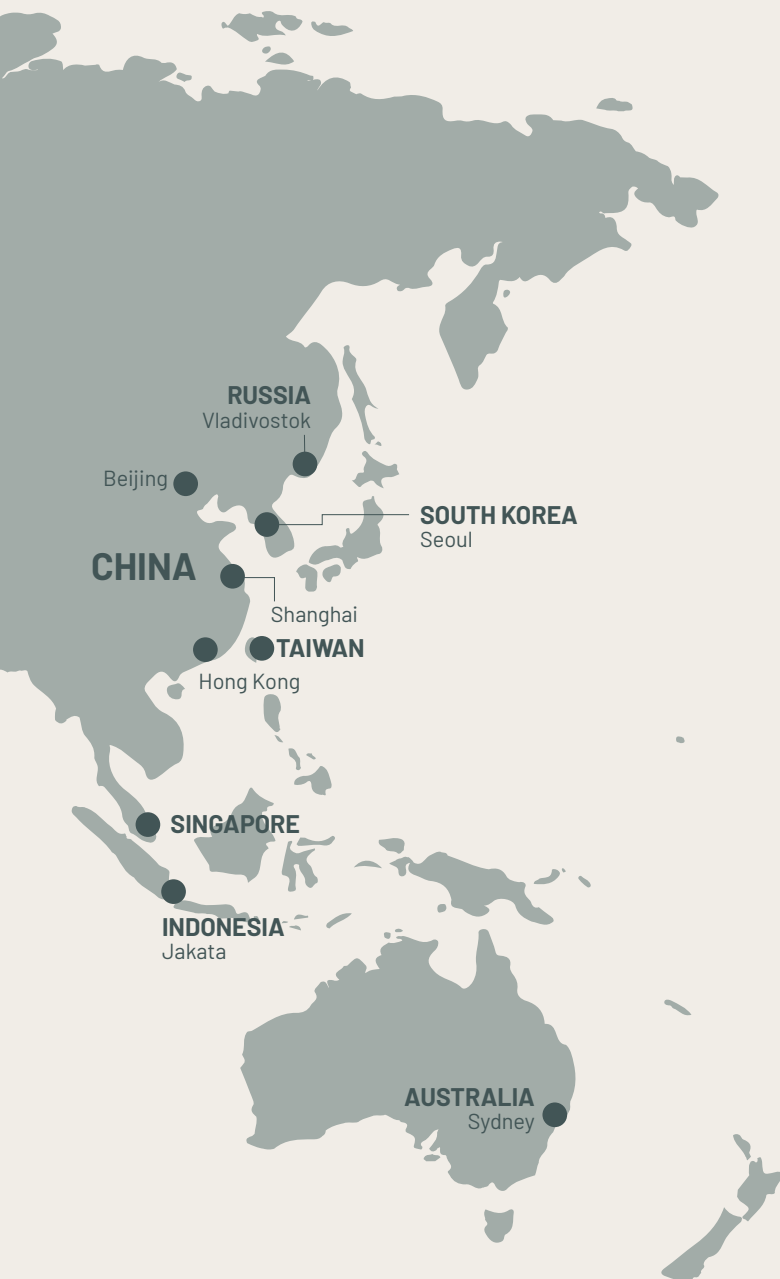 RUSSIA
Vladivostok
Beijing
SOUTH KOREA
Seoul
CHINA
Shanghai
TAIWAN
Hong Kong
SINGAPORE
INDONESIA
Jakata
AUSTRALIA
Sydney